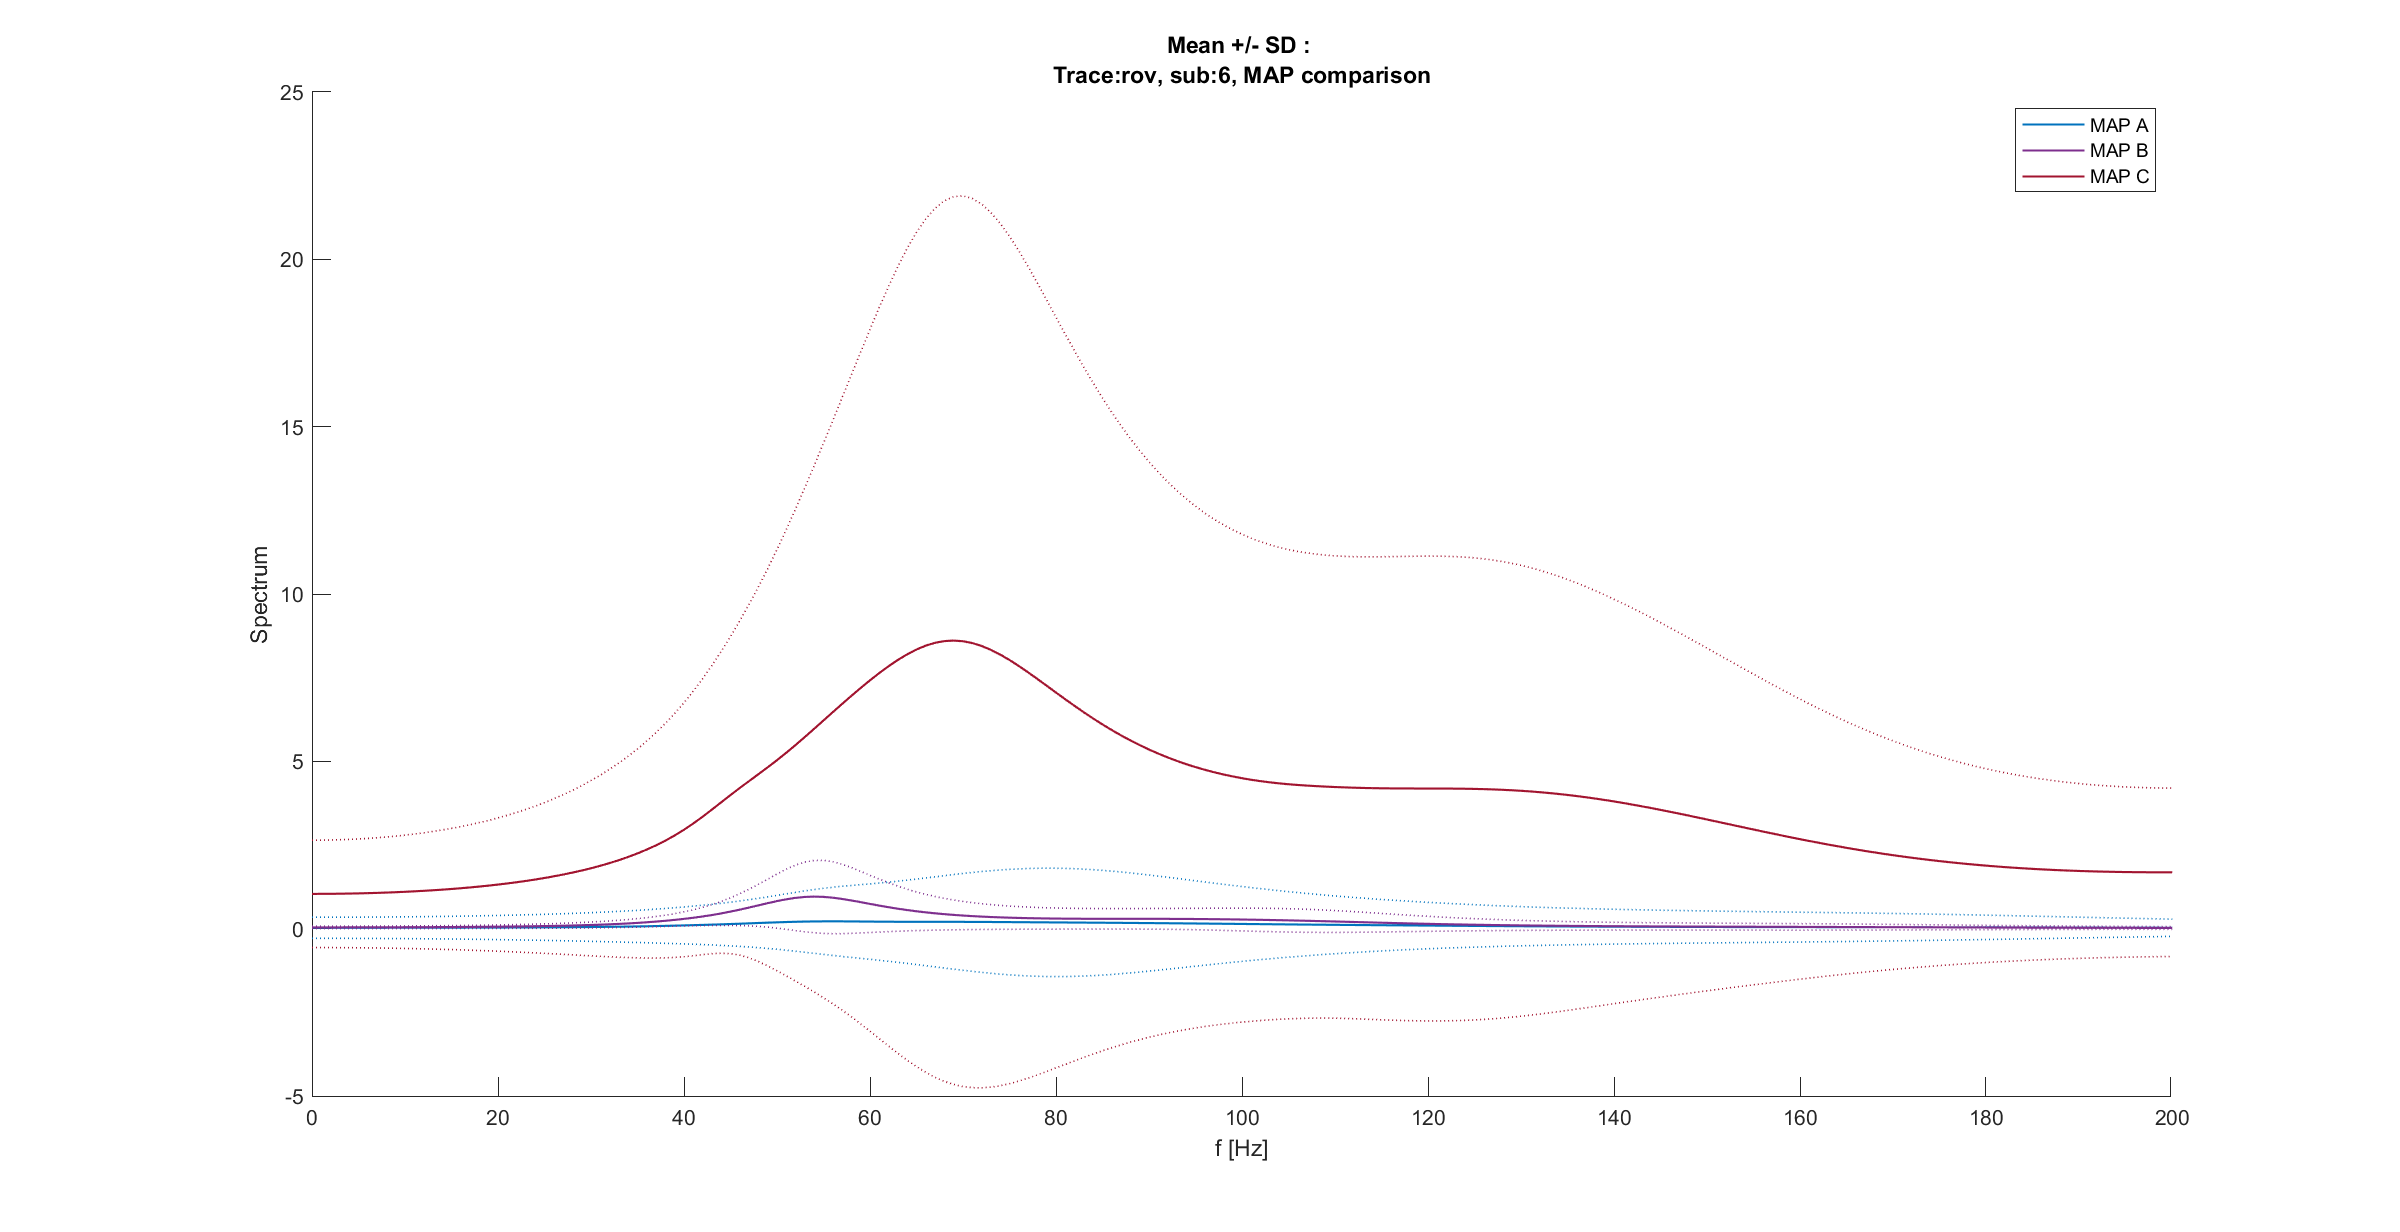 Mean +/- SD :
Trace:rov, sub:6, MAP comparison
25
20
15
10
5
0
-5
Spectrum
MAP A
MAP B
MAP C
0 20 40 60 80 100 120 140 160 180 200
f [Hz]